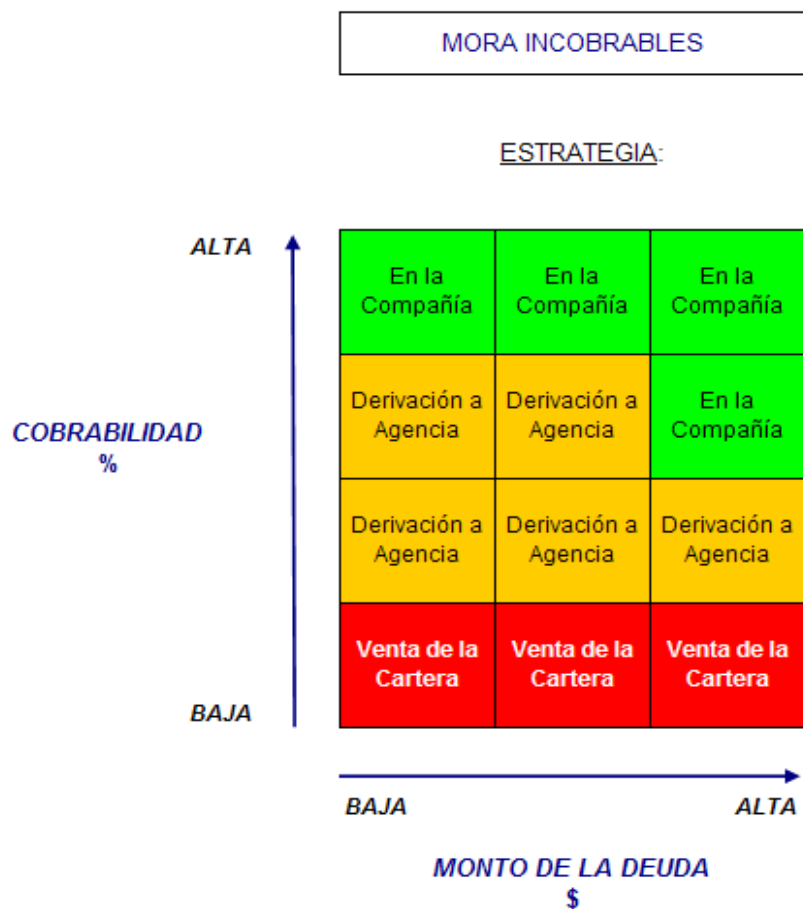 MORA INCOBRABLES
ESTRATEGIA:
ALTA
En la
Compañía
En la
Compañía
En la
Compañía
COBRABILIDAD
%
Derivación a
Agencia
Derivación a
Agencia
En la
Compañía
Derivación a
Agencia
Derivación a
Agencia
Derivación a
Agencia
Venta de la
Cartera
Venta de la
Cartera
Venta de la
Cartera
BAJA
BAJA
ALTA
MONTO DE LA DEUDA
$